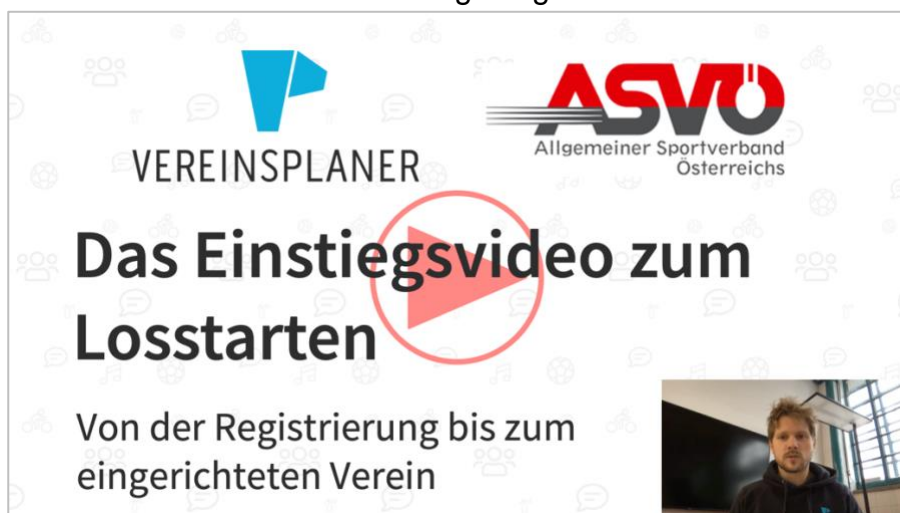 VEREINSPLANER
ASVÖ
Allgemeiner Sportverband
Österreichs
Das Einstiegsvideo zum
Losstarten
Von der Registrierung bis zum
eingerichteten Verein